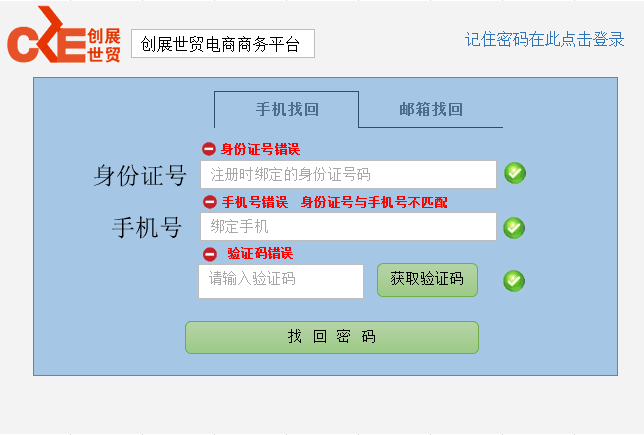 创展
世贸
创展世贸电商商务平台
记住密码在此点击登录
手机找回 邮箱找回
身份证号错误
身份证号 注册时绑定的身份证号码
手机号错误 身份证号与手机号不匹配
手机号 绑定手机
验证码错误
请输入验证码 获取验证码
找回密码